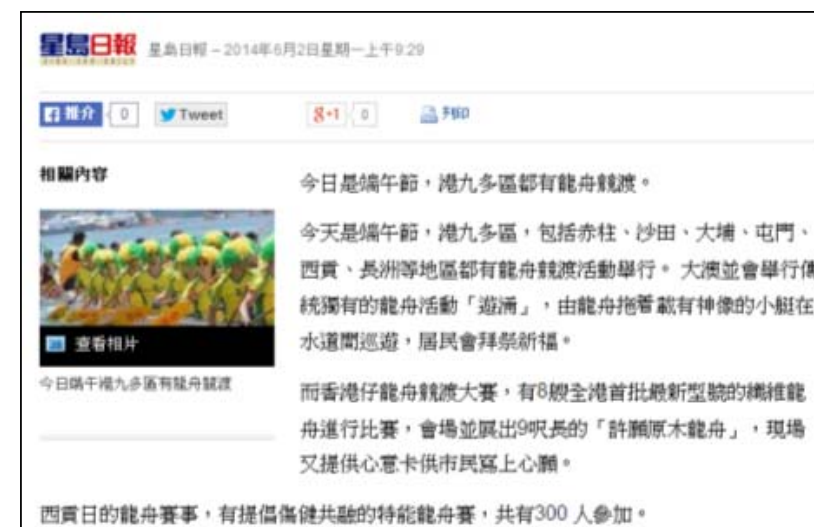 星島日報 星島日報 – 2014年6月2日星期一上午9:29
推介 0 Tweet 8+1 0 列印
相關內容
查看相片
今日端午港九多區有龍舟競渡
今日是端午節，港九多區都有龍舟競渡。
今天是端午節，港九多區，包括赤柱、沙田、大埔、屯門、
西貢、長洲等地區都有龍舟競渡活動舉行。 大澳並會舉行傳
統獨有的龍舟活動「遊涌」，由龍舟拖着載有神像的小艇在
水道間巡遊，居民會拜祭祈福。
而香港仔龍舟競渡大賽，有8艘全港首批最新型號的纖維龍
舟進行比賽，會場並展出9呎長的「許願原木龍舟」，現場
又提供心意卡供市民寫上心願。
西貢日的龍舟賽事，有提倡傷健共融的特能龍舟賽，共有300 人參加。